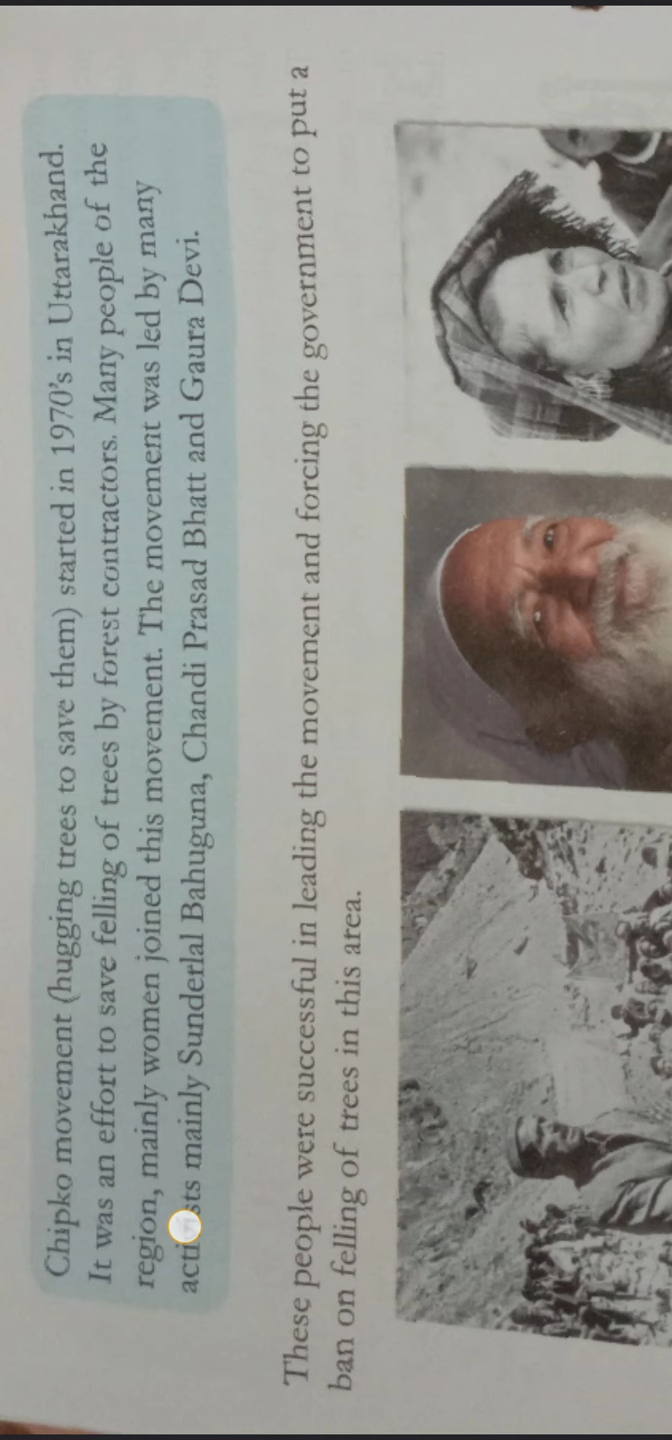 Chipko movement (hugging trees to save them) started in 1970's in Uttarakhand.
It was an effort to save felling of trees by forest contractors. Many people of the
region, mainly women joined this movement. The movement was led by many
activists mainly Sunderlal Bahuguna, Chandi Prasad Bhatt and Gaura Devi.
These people were successful in leading the movement and forcing the government to put a
ban on felling of trees in this area.